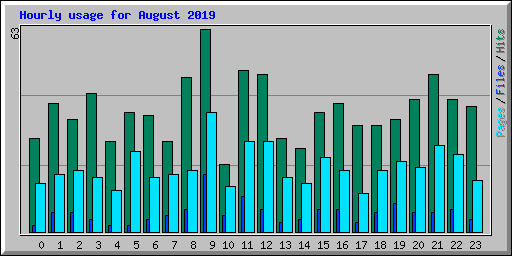 Hourly usage for August 2019
63
Pages/Files/Hits
0 1 2 3 4 5 6 7 8 9 10 11 12 13 14 15 16 17 18 19 20 21 22 23